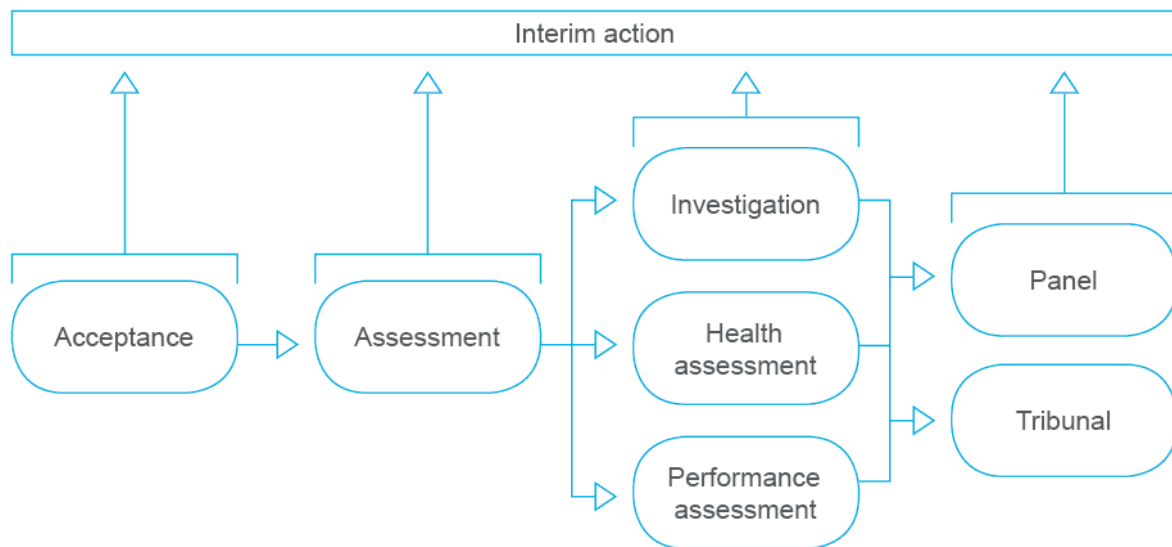 Interim action
Acceptance
Assessment
Investigation
Health
assessment
Performance
assessment
Panel
Tribunal